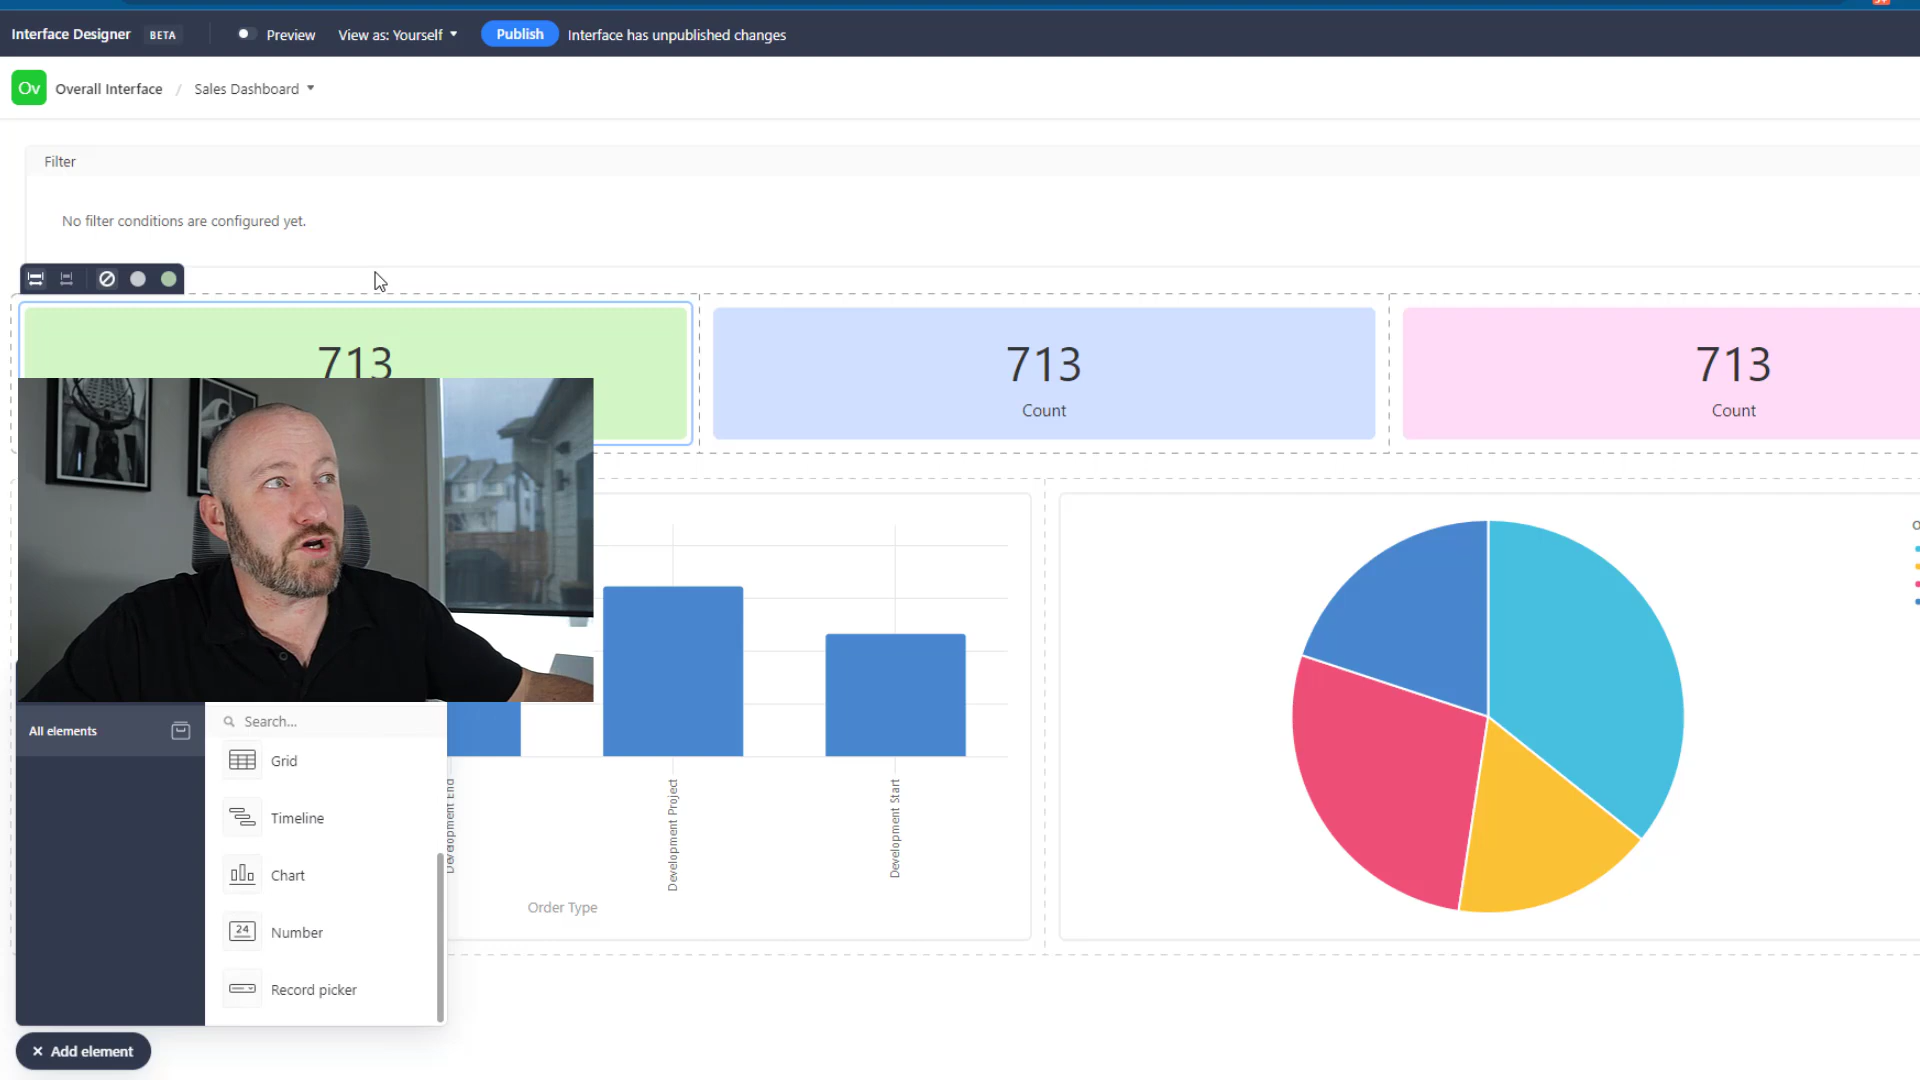 Interface Designer BETA Preview View as: Yourself Publish Interface has unpublished changes
Ov Overall Interface / Sales Dashboard
Filter
No filter conditions are configured yet.
713
713
Count
713
Count
All elements
Search...
Grid
Timeline
Chart
Number
Record picker
Development End
Development Project
Development Start
Order Type
× Add element